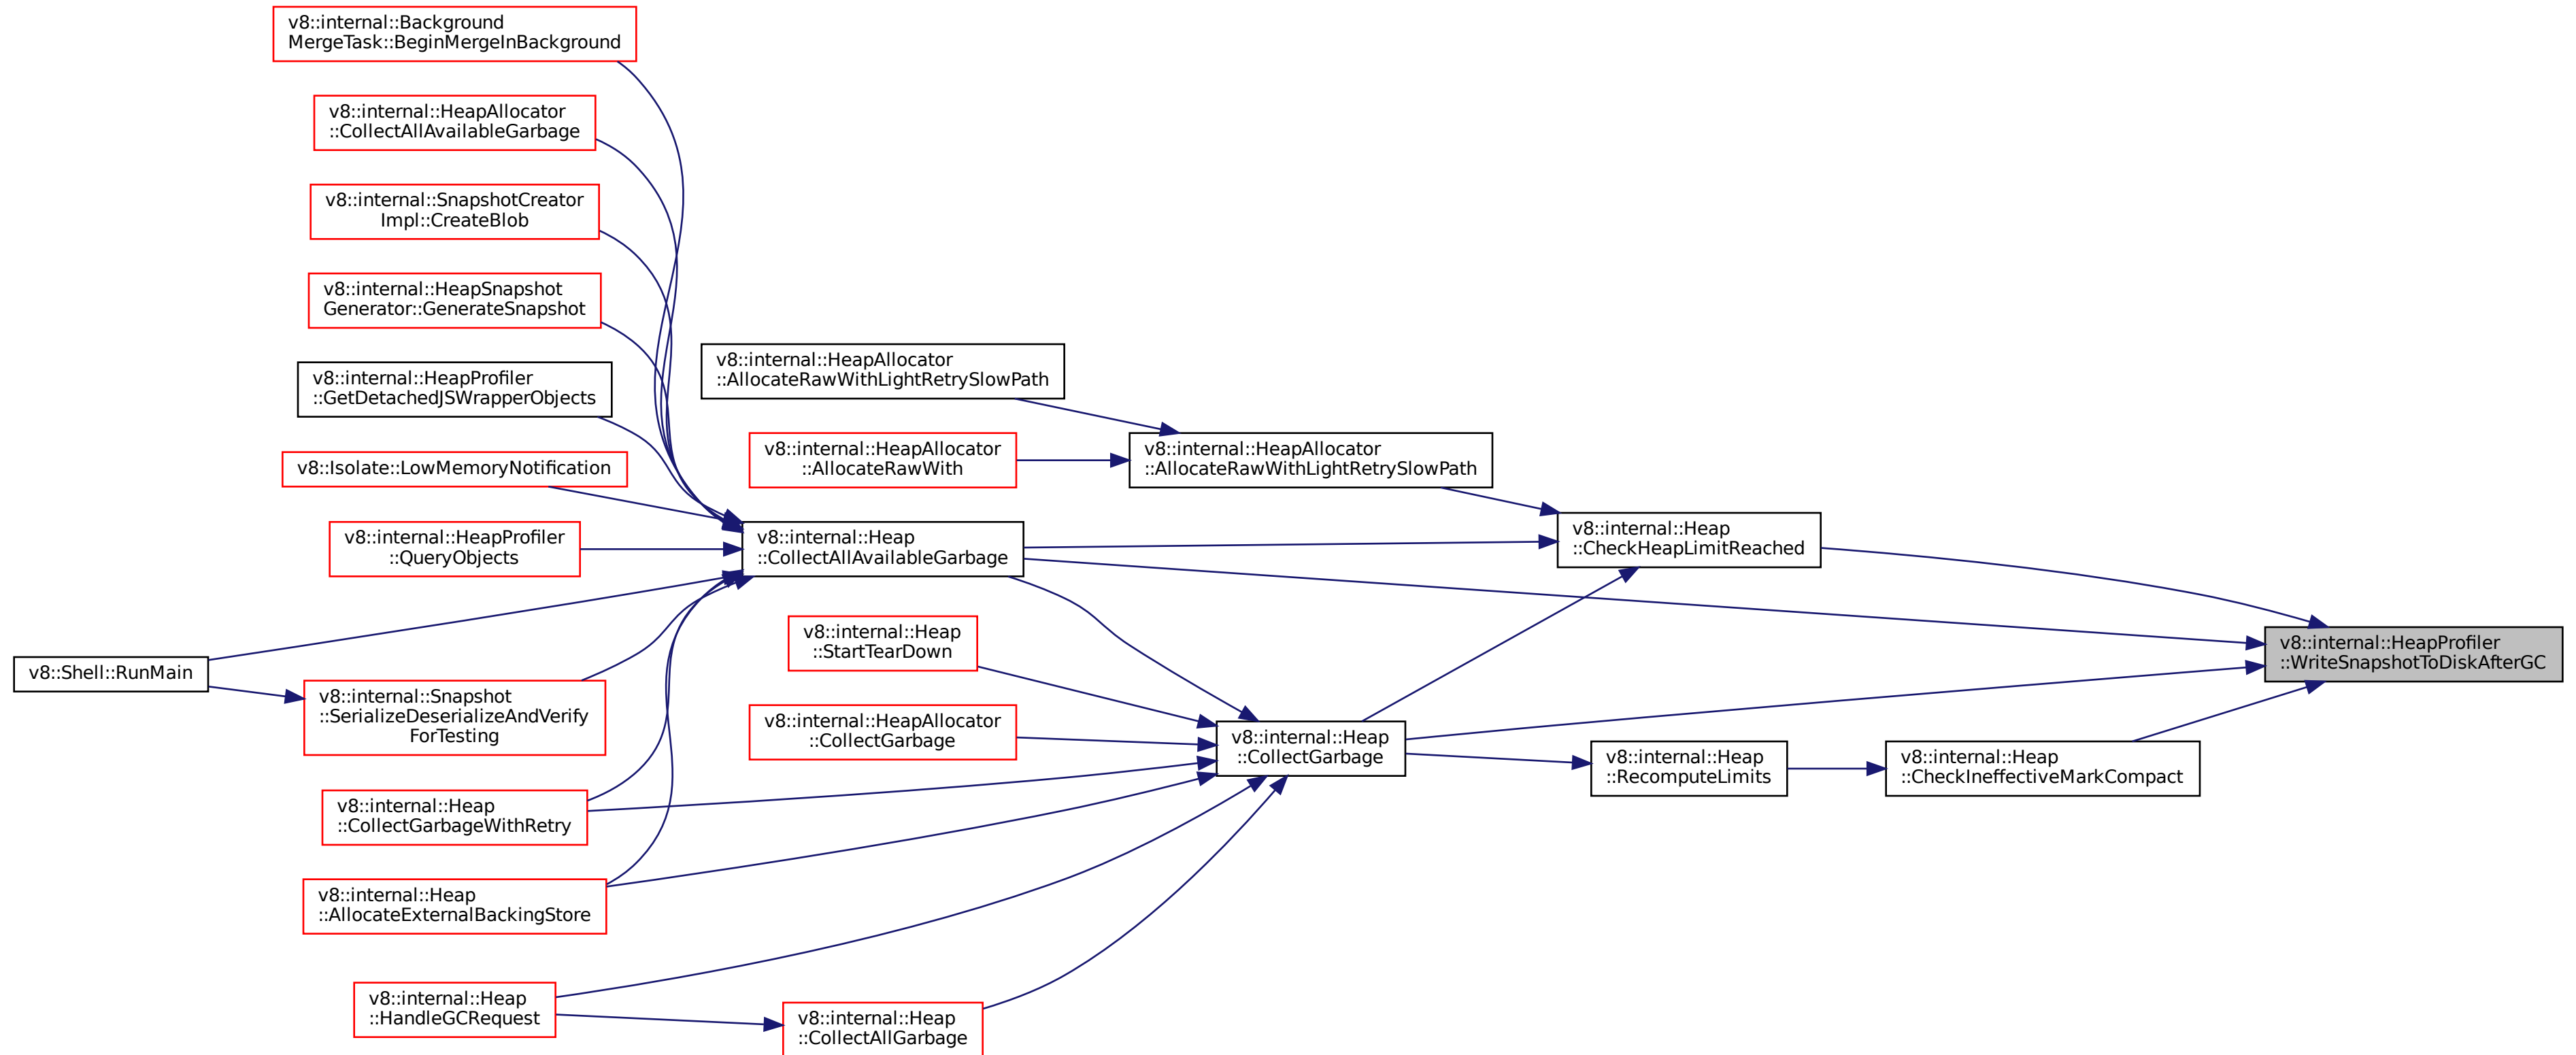 v8::internal::Background
MergeTask::BeginMergeInBackground
v8::internal::HeapAllocator
::CollectAllAvailableGarbage
v8::internal::SnapshotCreator
Impl::CreateBlob
v8::internal::HeapSnapshot
Generator::GenerateSnapshot
v8::internal::HeapProfiler
::GetDetachedJSWrapperObjects
v8::Isolate::LowMemoryNotification
v8::internal::HeapProfiler
::QueryObjects
v8::Shell::RunMain
v8::internal::Snapshot
::SerializeDeserializeAndVerify
ForTesting
v8::internal::Heap
::CollectGarbageWithRetry
v8::internal::Heap
::AllocateExternalBackingStore
v8::internal::Heap
::HandleGCRequest
v8::internal::HeapAllocator
::AllocateRawWithLightRetrySlowPath
v8::internal::HeapAllocator
::AllocateRawWith
v8::internal::Heap
::CollectAllAvailableGarbage
v8::internal::Heap
::StartTearDown
v8::internal::HeapAllocator
::CollectGarbage
v8::internal::Heap
::CollectAllGarbage
v8::internal::HeapAllocator
::AllocateRawWithLightRetrySlowPath
v8::internal::Heap
::CollectGarbage
v8::internal::Heap
::CheckHeapLimitReached
v8::internal::Heap
::RecomputeLimits
v8::internal::Heap
::CheckIneffectiveMarkCompact
v8::internal::HeapProfiler
::WriteSnapshotToDiskAfterGC